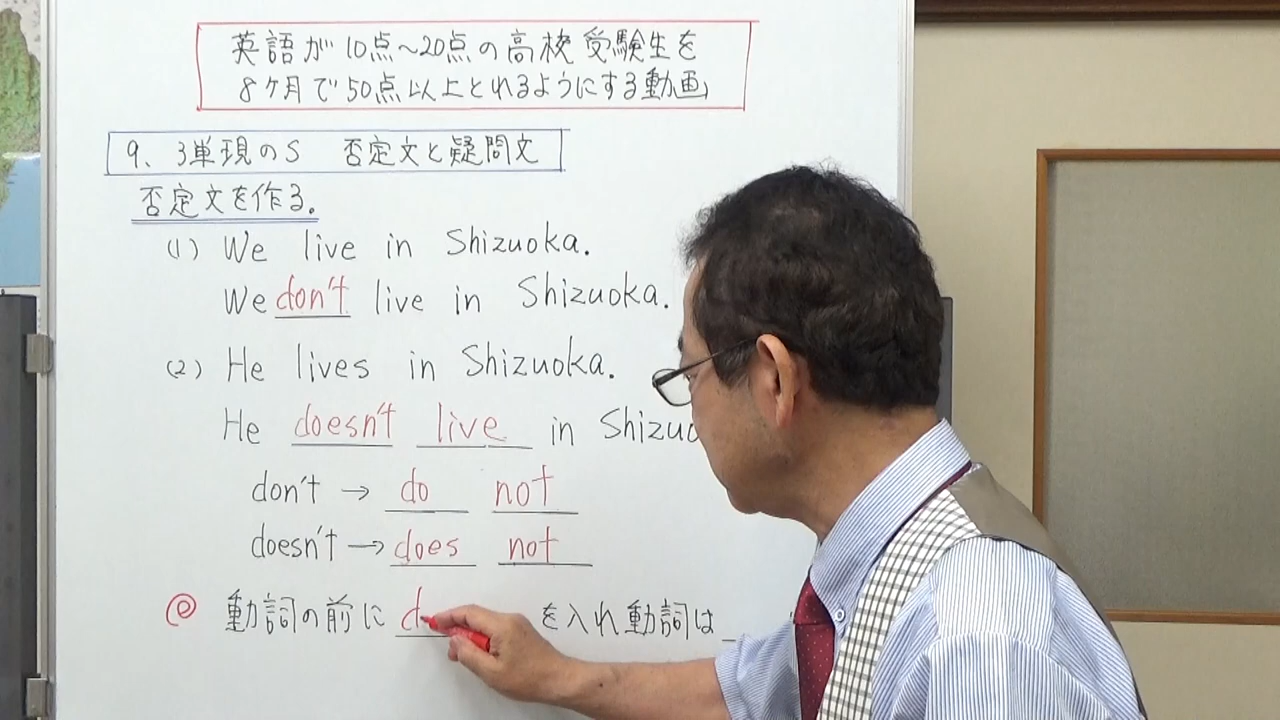 英語が10点~20点の高校受験生を
8ヶ月で50点以上とれるようにする動画
9、3単現のS 否定文と疑問文
否定文を作る.
(1) We live in Shizuoka.
We don't live in Shizuoka.
(2) He lives in Shizuoka.
He doesn't live in Shizuo
don't → do not
doesn't → does not
◎ 動詞の前に d を入れ動詞は